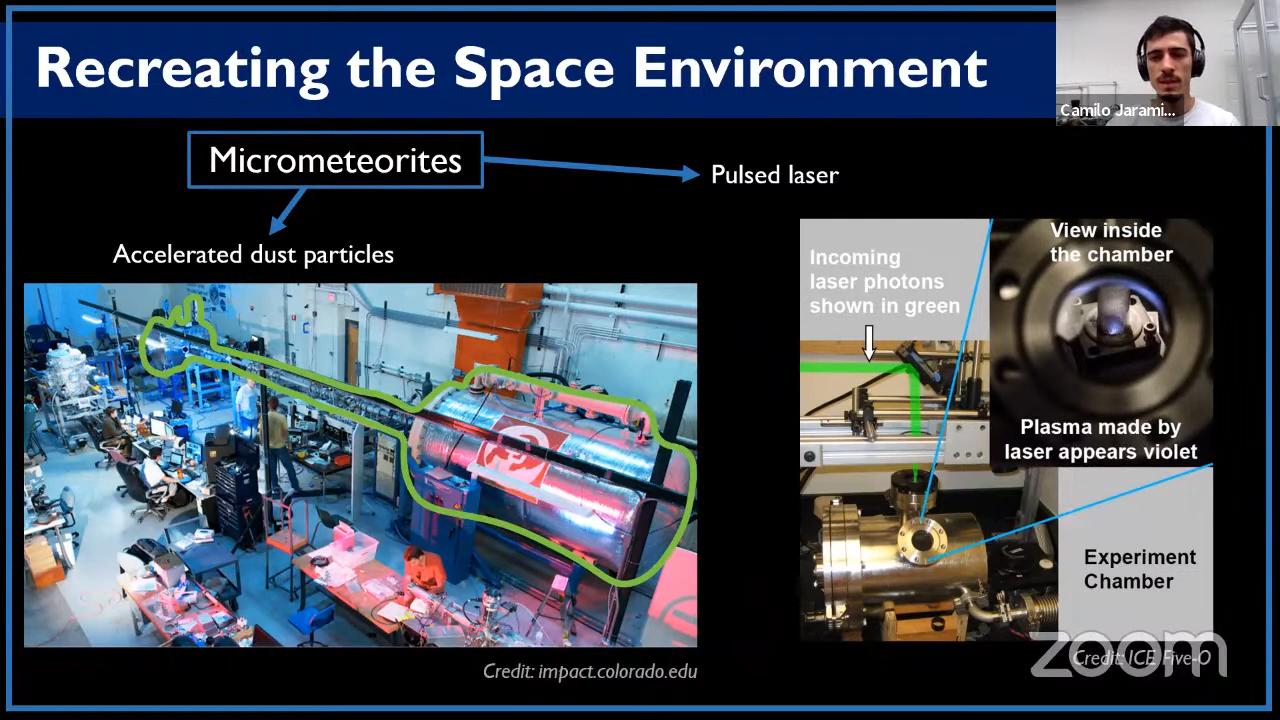 Recreating the Space Environment
Camilo Jarami...
Micrometeorites
Pulsed laser
Accelerated dust particles
Incoming
laser photons
shown in green
View inside
the chamber
Plasma made by
laser appears violet
Experiment
Chamber
Credit: impact.colorado.edu
Credit: ICE Five-O
zoom